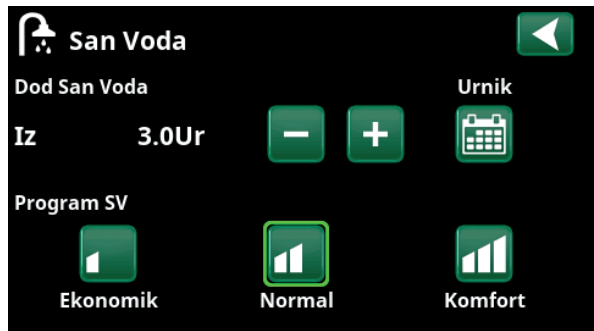 San Voda
Dod San Voda Urnik
Iz 3.0Ur
Program SV
Ekonomik Normal Komfort